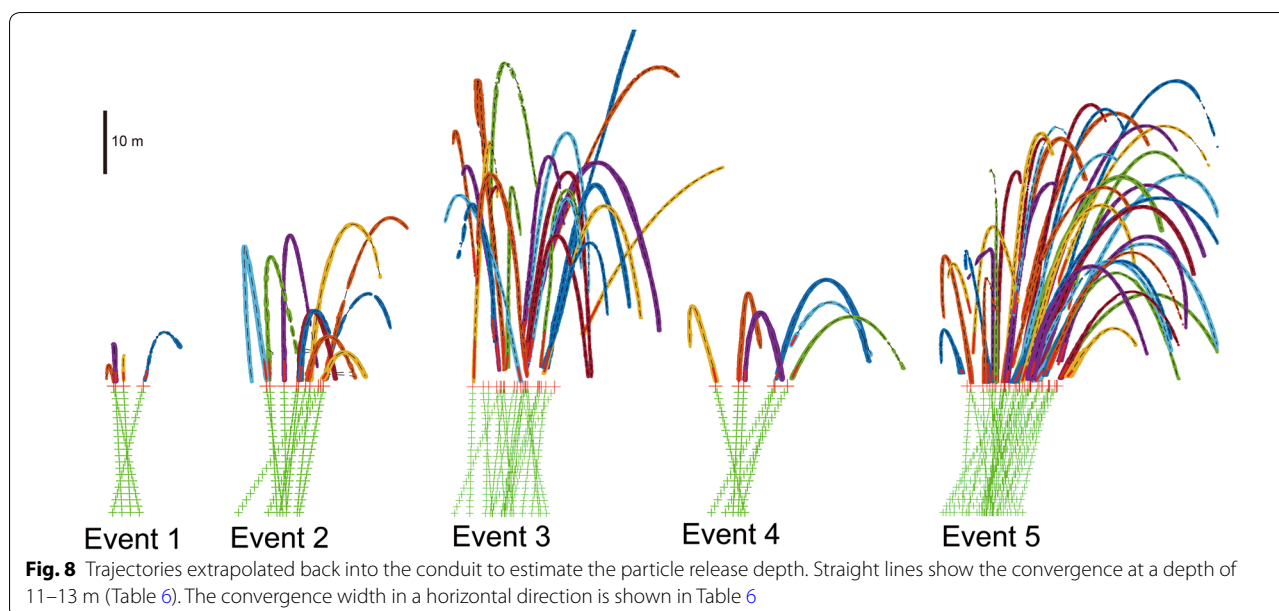 10 m
Event 1
Event 2
Event 3
Event 4
Event 5
Fig. 8 Trajectories extrapolated back into the conduit to estimate the particle release depth. Straight lines show the convergence at a depth of
11–13 m (Table 6). The convergence width in a horizontal direction is shown in Table 6